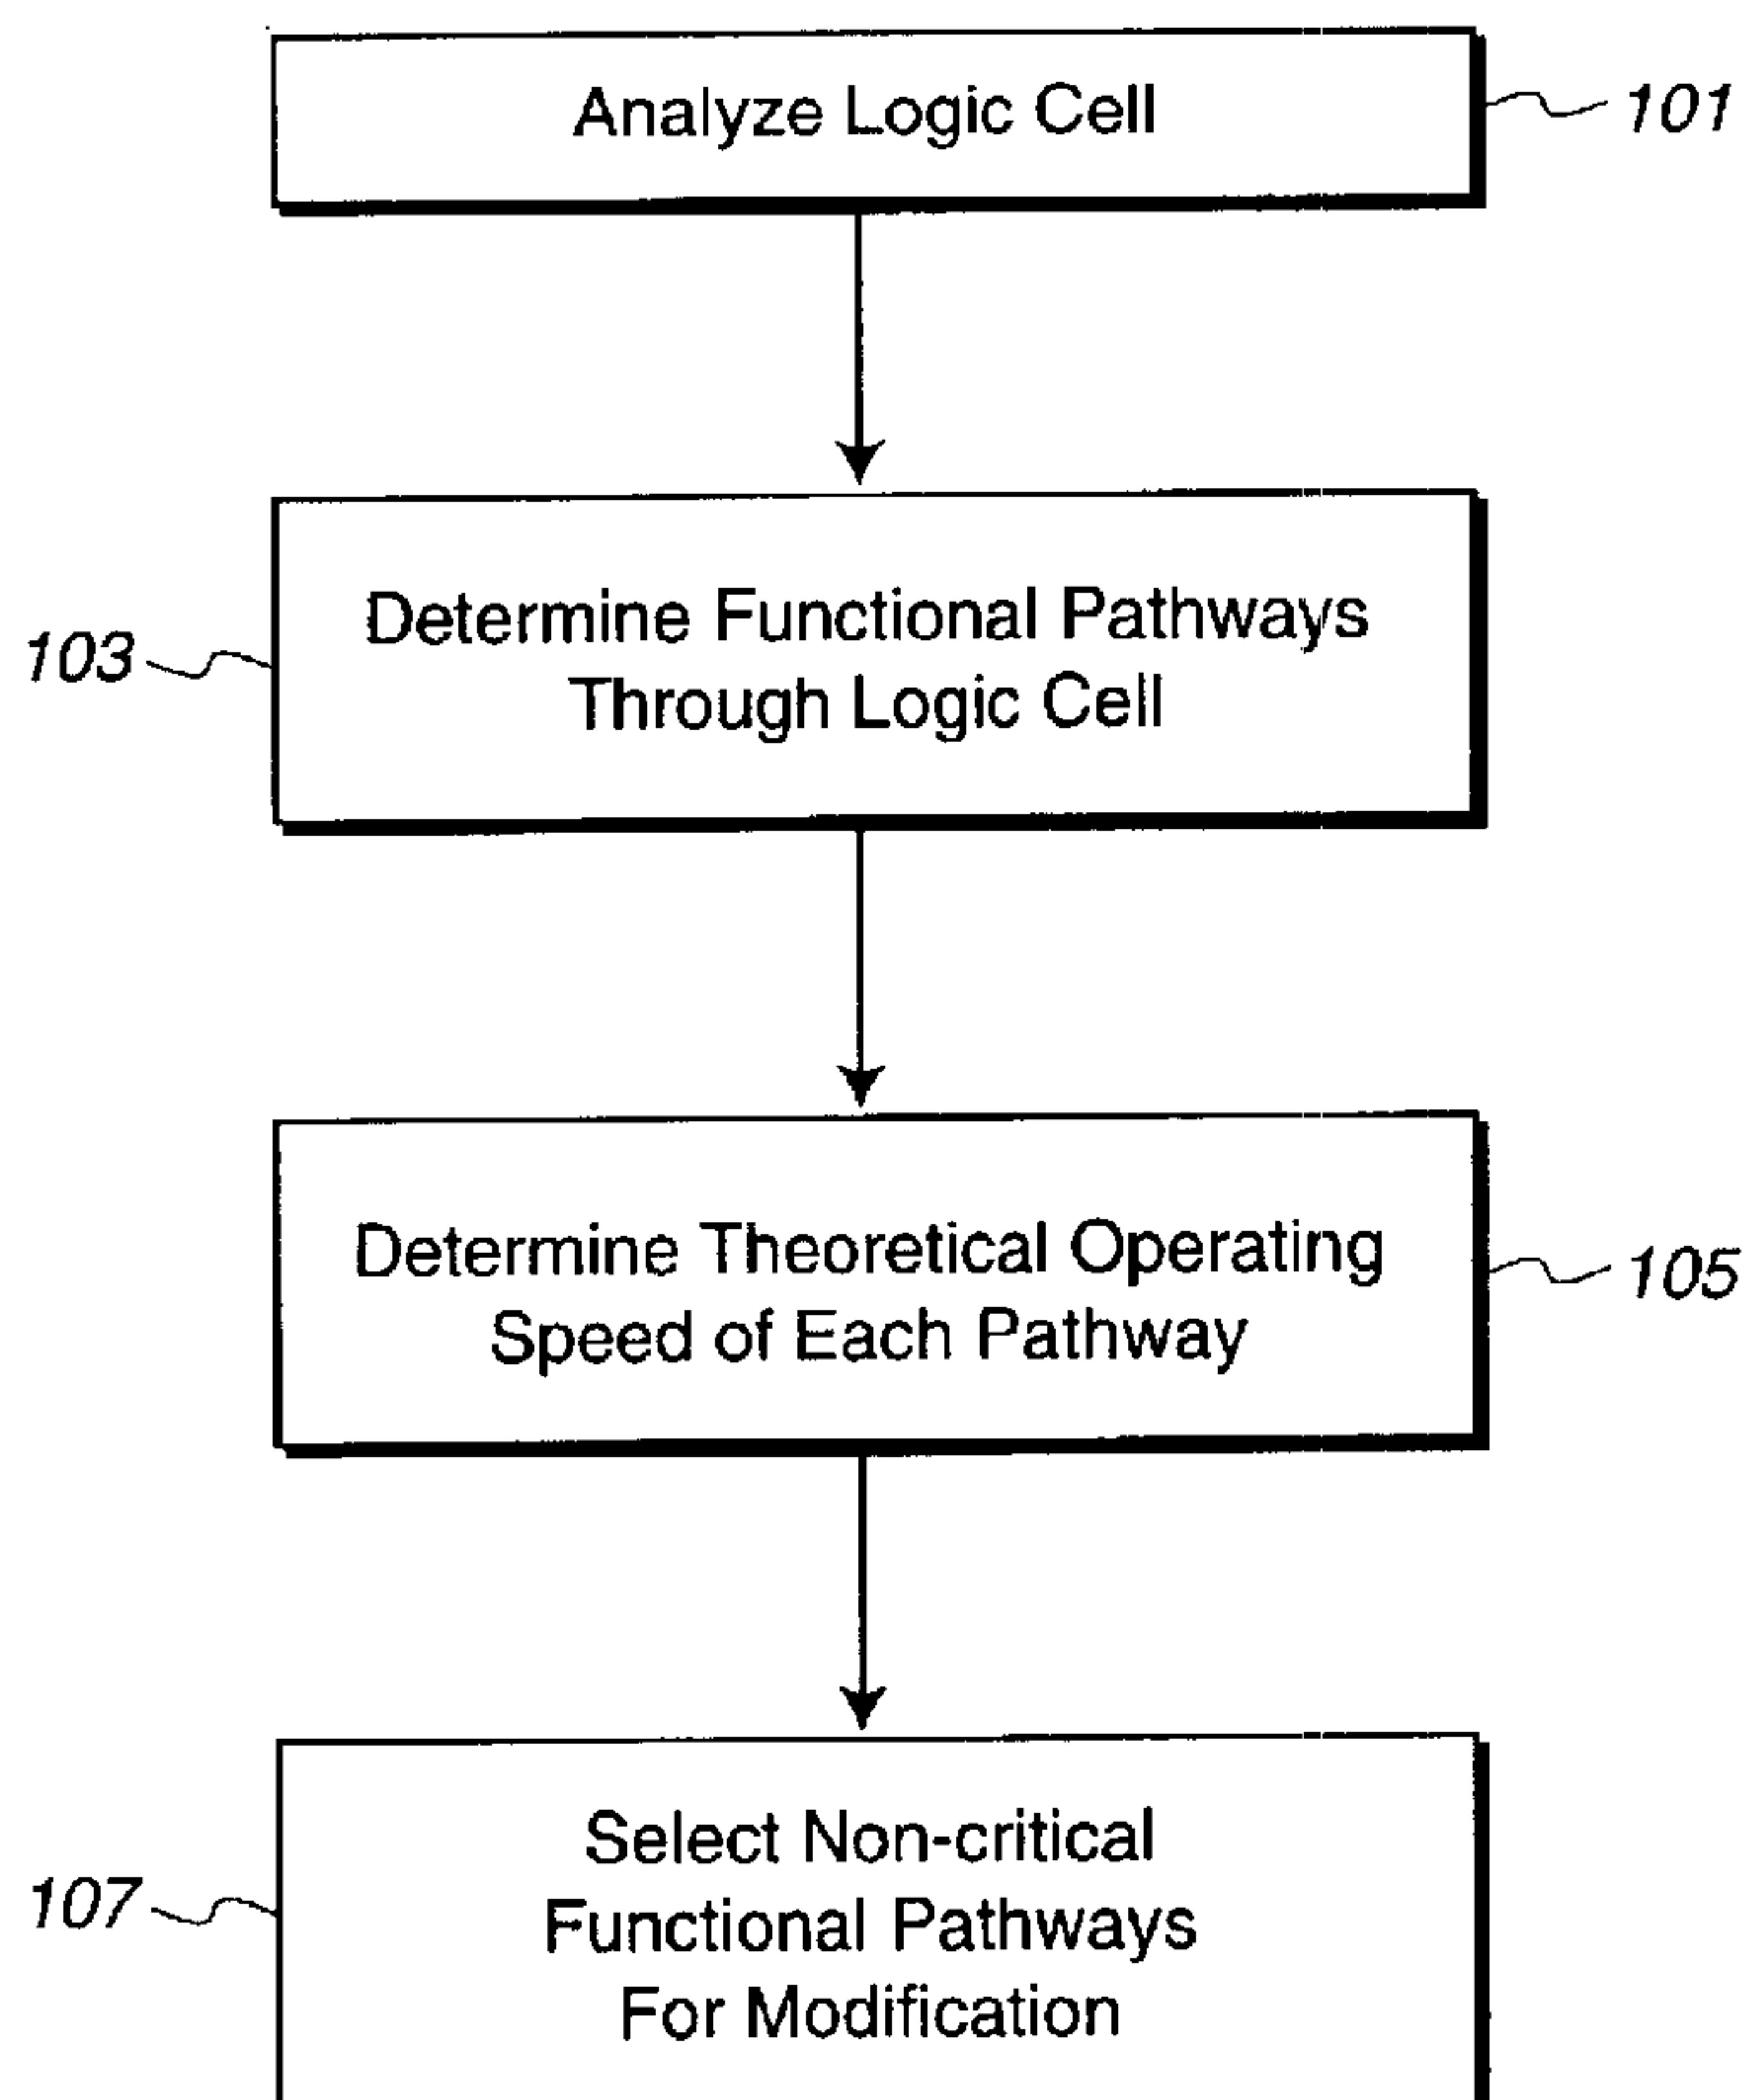 Analyze Logic Cell
101
Determine Functional Pathways
Through Logic Cell
103
Determine Theoretical Operating
Speed of Each Pathway
105
Select Non-critical
Functional Pathways
For Modification
107